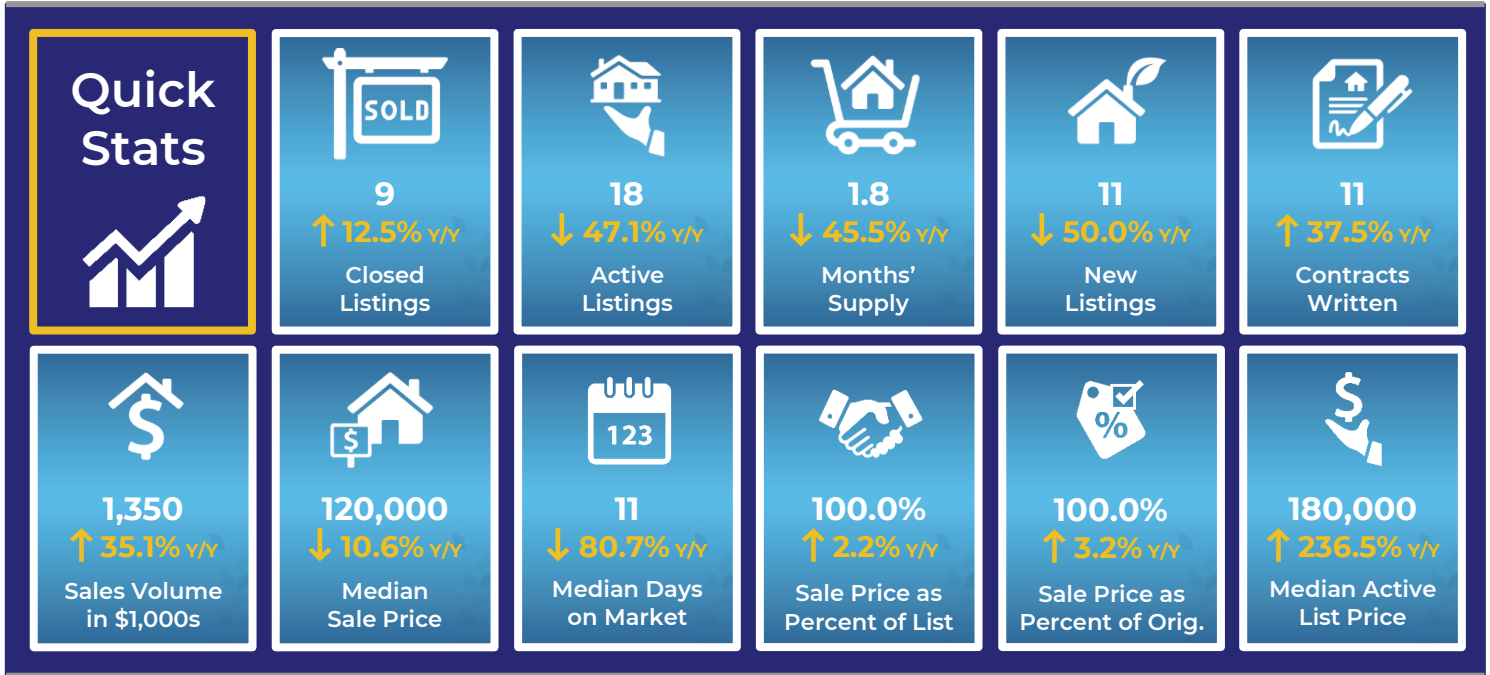 Quick
Stats
SOLD
9
↑ 12.5% Y/Y
Closed
Listings
18
↓ 47.1% Y/Y
Active
Listings
1.8
↓ 45.5% Y/Y
Months’
Supply
11
↓ 50.0% Y/Y
New
Listings
11
↑ 37.5% Y/Y
Contracts
Written
$
1,350
↑ 35.1% Y/Y
Sales Volume
in $1,000s
$
120,000
↓ 10.6% Y/Y
Median
Sale Price
123
11
↓ 80.7% Y/Y
Median Days
on Market
100.0%
↑ 2.2% Y/Y
Sale Price as
Percent of List
%
100.0%
↑ 3.2% Y/Y
Sale Price as
Percent of Orig.
$
180,000
↑ 236.5% Y/Y
Median Active
List Price